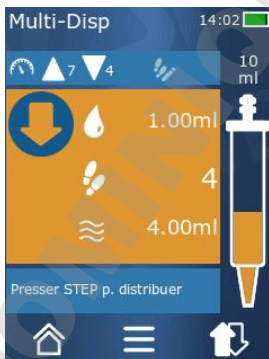 Multi-Disp 14:02
7 4
10
ml
1.00ml
4
4.00ml
Presser STEP p. distribuer